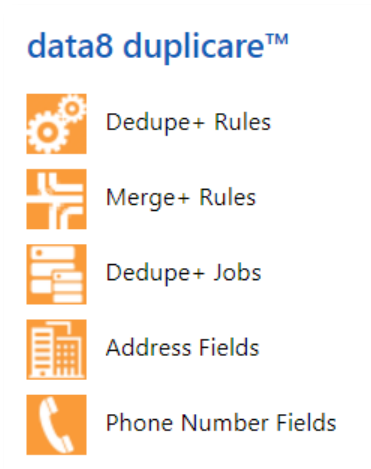 data8 duplicare™
Dedupe+ Rules
Merge+ Rules
Dedupe+ Jobs
Address Fields
Phone Number Fields